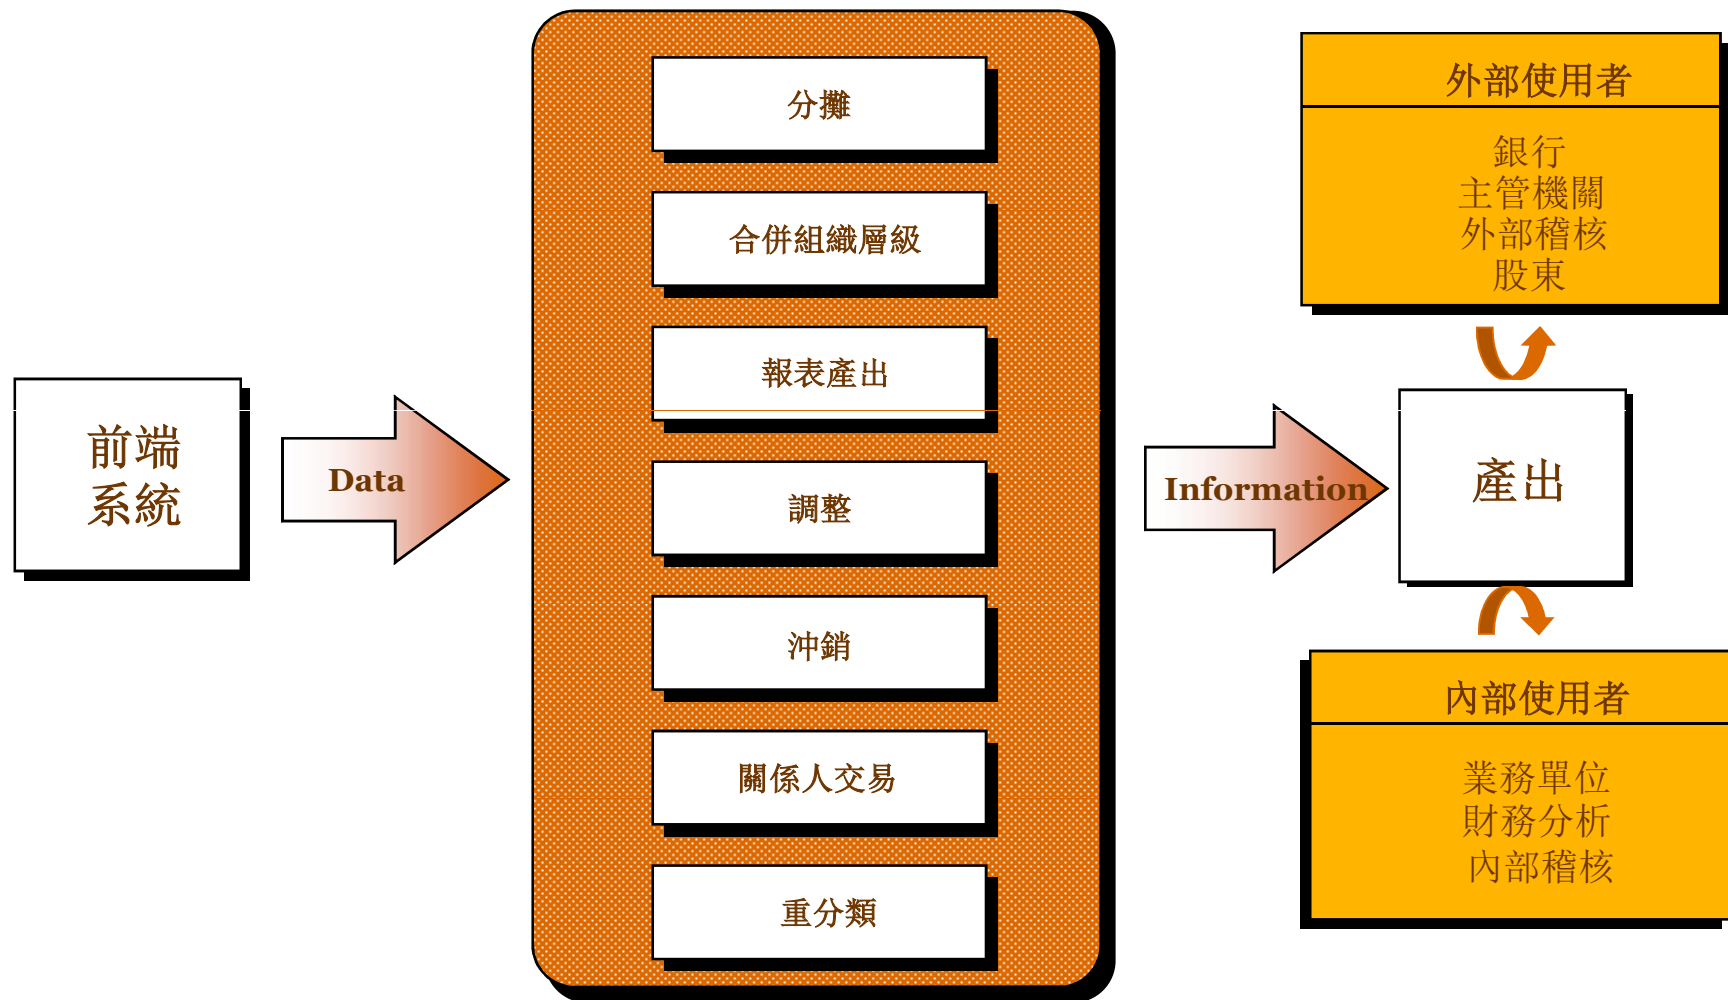 前端
系統
Data
分攤
合併組織層級
報表產出
調整
沖銷
關係人交易
重分類
Information
產出
外部使用者
銀行
主管機關
外部稽核
股東
內部使用者
業務單位
財務分析
內部稽核